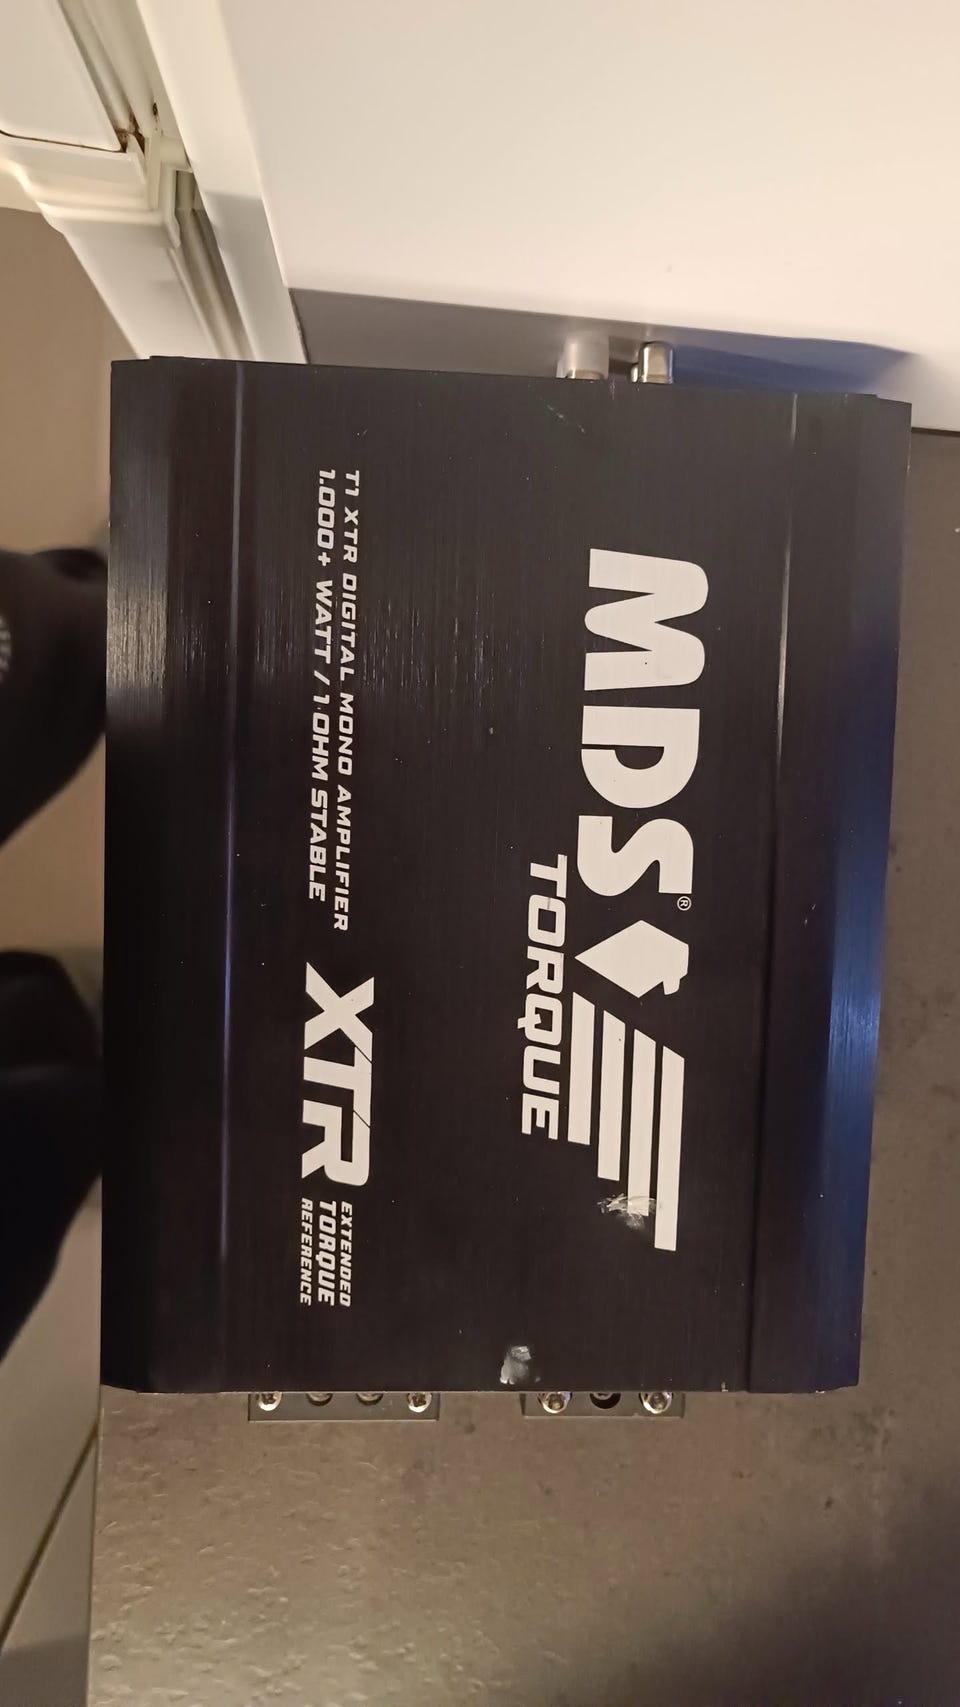 MDS®
TORQUE
T1 XTR DIGITAL MONO AMPLIFIER
1.000+ WATT / 1 OHM STABLE
XTR
EXTENDED
TORQUE
REFERENCE